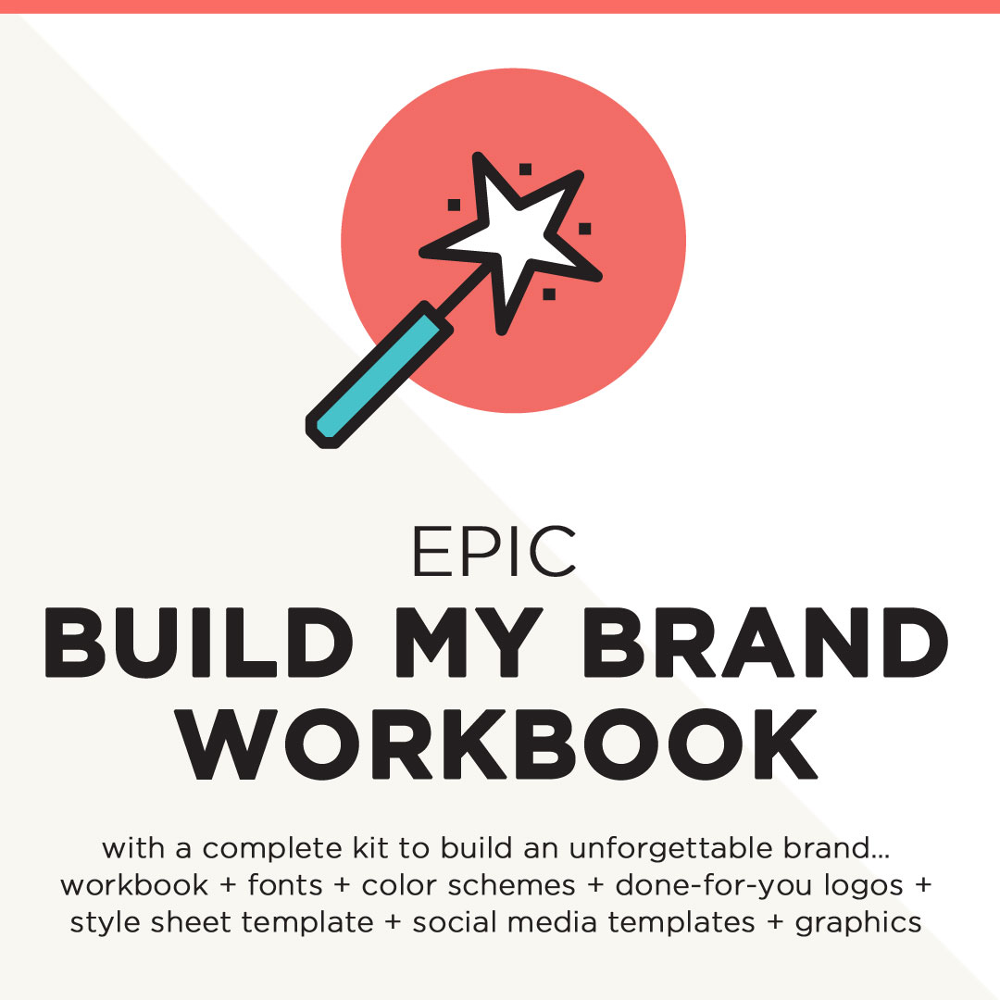 EPIC
BUILD MY BRAND
WORKBOOK
with a complete kit to build an unforgettable brand...
workbook + fonts + color schemes + done-for-you logos +
style sheet template + social media templates + graphics